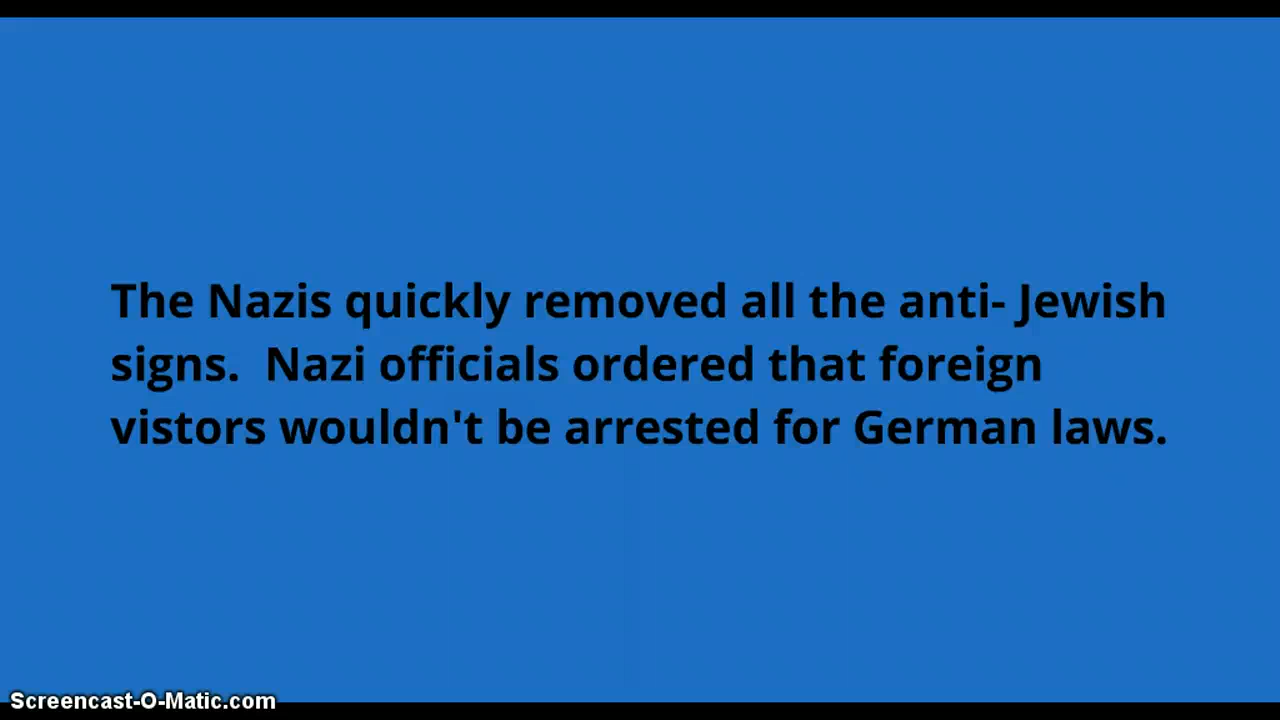 The Nazis quickly removed all the anti- Jewish
signs.  Nazi officials ordered that foreign
vistors wouldn't be arrested for German laws.
Screencast-O-Matic.com